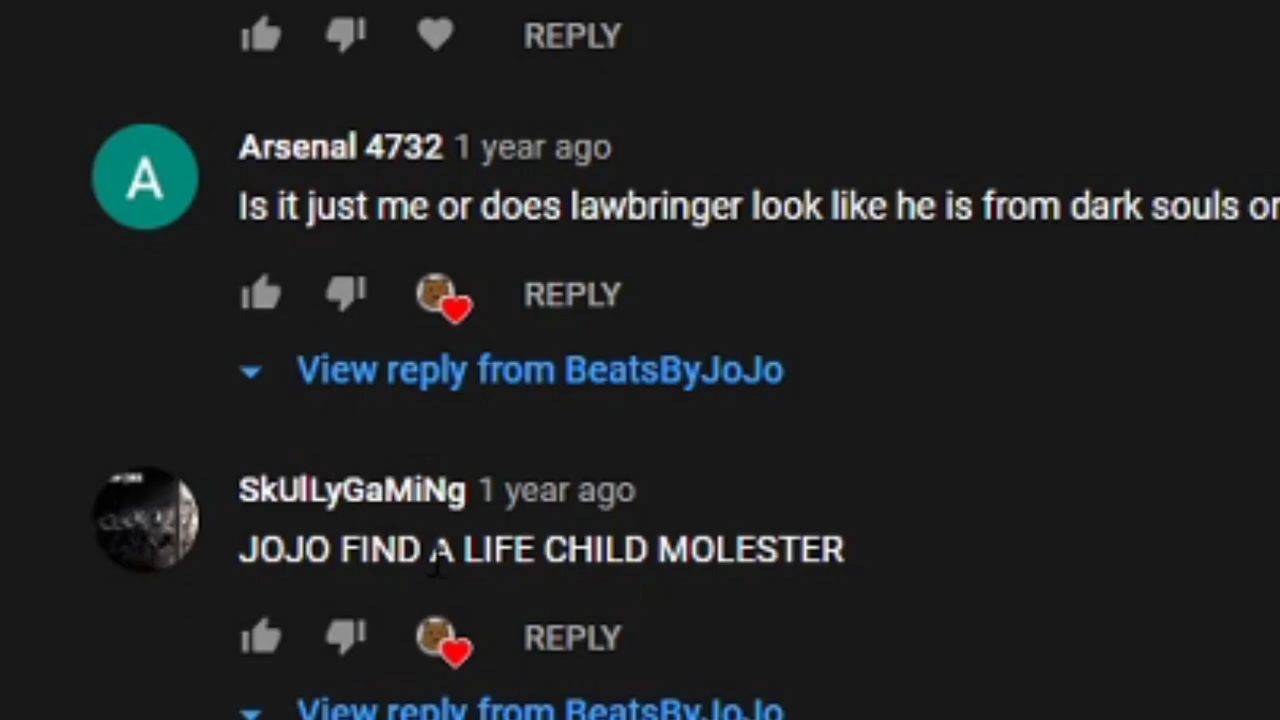 REPLY
A
Arsenal 4732 1 year ago
Is it just me or does lawbringer look like he is from dark souls or
REPLY
View reply from BeatsByJoJo
SkUlLyGaMiNg 1 year ago
JOJO FIND A LIFE CHILD MOLESTER
REPLY
View reply from BeatsByJoJo